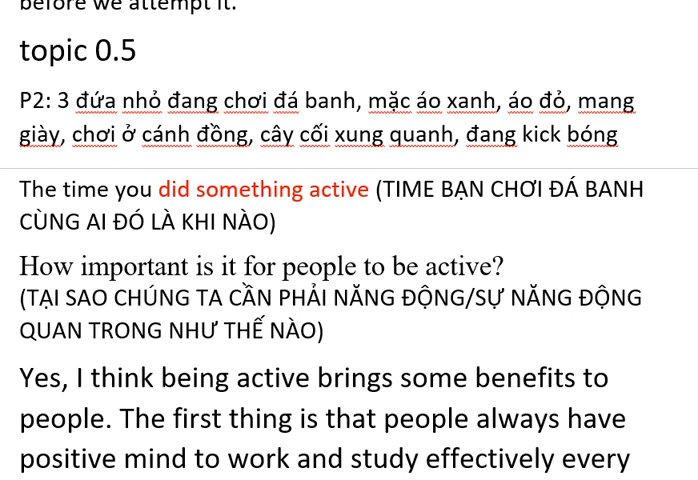 before we attempt it.
topic 0.5
P2: 3 đứa nhỏ đang chơi đá banh, mặc áo xanh, áo đỏ, mang
giày, chơi ở cánh đồng, cây cối xung quanh, đang kick bóng
The time you did something active (TIME BẠN CHƠI ĐÁ BANH
CÙNG AI ĐÓ LÀ KHI NÀO)
How important is it for people to be active?
(TẠI SAO CHÚNG TA CẦN PHẢI NĂNG ĐỘNG/SỰ NĂNG ĐỘNG
QUAN TRONG NHƯ THẾ NÀO)
Yes, I think being active brings some benefits to
people. The first thing is that people always have
positive mind to work and study effectively every